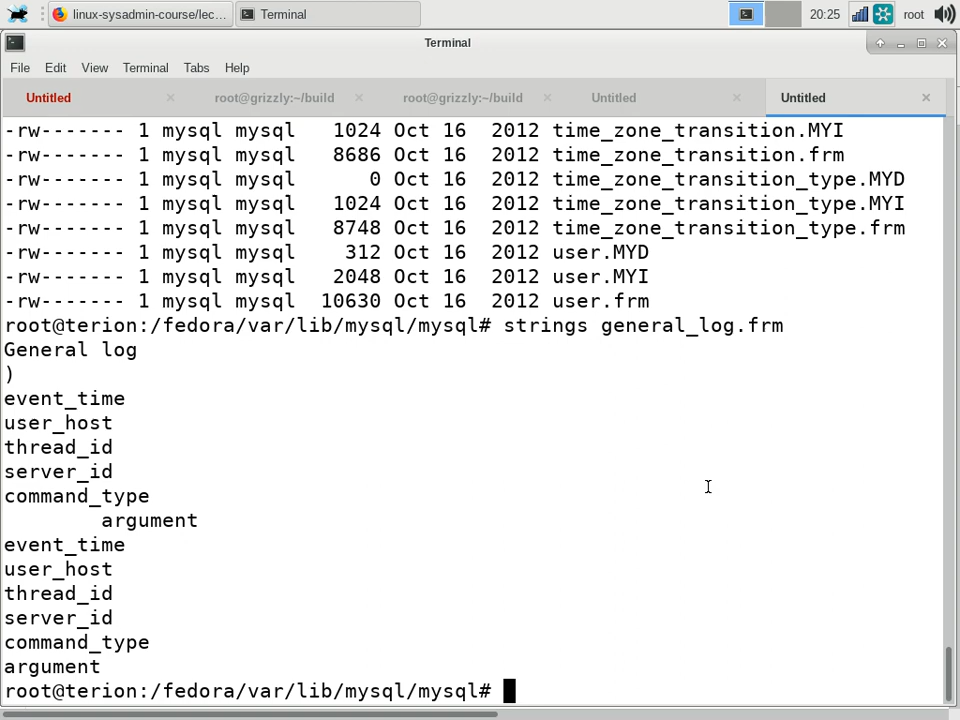 linux-sysadmin-course/lec...
Terminal
20:25
root
Terminal
File Edit View Terminal Tabs Help
Untitled
root@grizzly:~/build
root@grizzly:~/build
Untitled
Untitled
-rw------- 1 mysql mysql   1024 Oct 16  2012 time_zone_transition.MYI
-rw------- 1 mysql mysql   8686 Oct 16  2012 time_zone_transition.frm
-rw------- 1 mysql mysql      0 Oct 16  2012 time_zone_transition_type.MYD
-rw------- 1 mysql mysql   1024 Oct 16  2012 time_zone_transition_type.MYI
-rw------- 1 mysql mysql   8748 Oct 16  2012 time_zone_transition_type.frm
-rw------- 1 mysql mysql    312 Oct 16  2012 user.MYD
-rw------- 1 mysql mysql   2048 Oct 16  2012 user.MYI
-rw------- 1 mysql mysql  10630 Oct 16  2012 user.frm
root@terion:/fedora/var/lib/mysql/mysql# strings general_log.frm
General log
)
event_time
user_host
thread_id
server_id
command_type
        argument
event_time
user_host
thread_id
server_id
command_type
argument
root@terion:/fedora/var/lib/mysql/mysql#